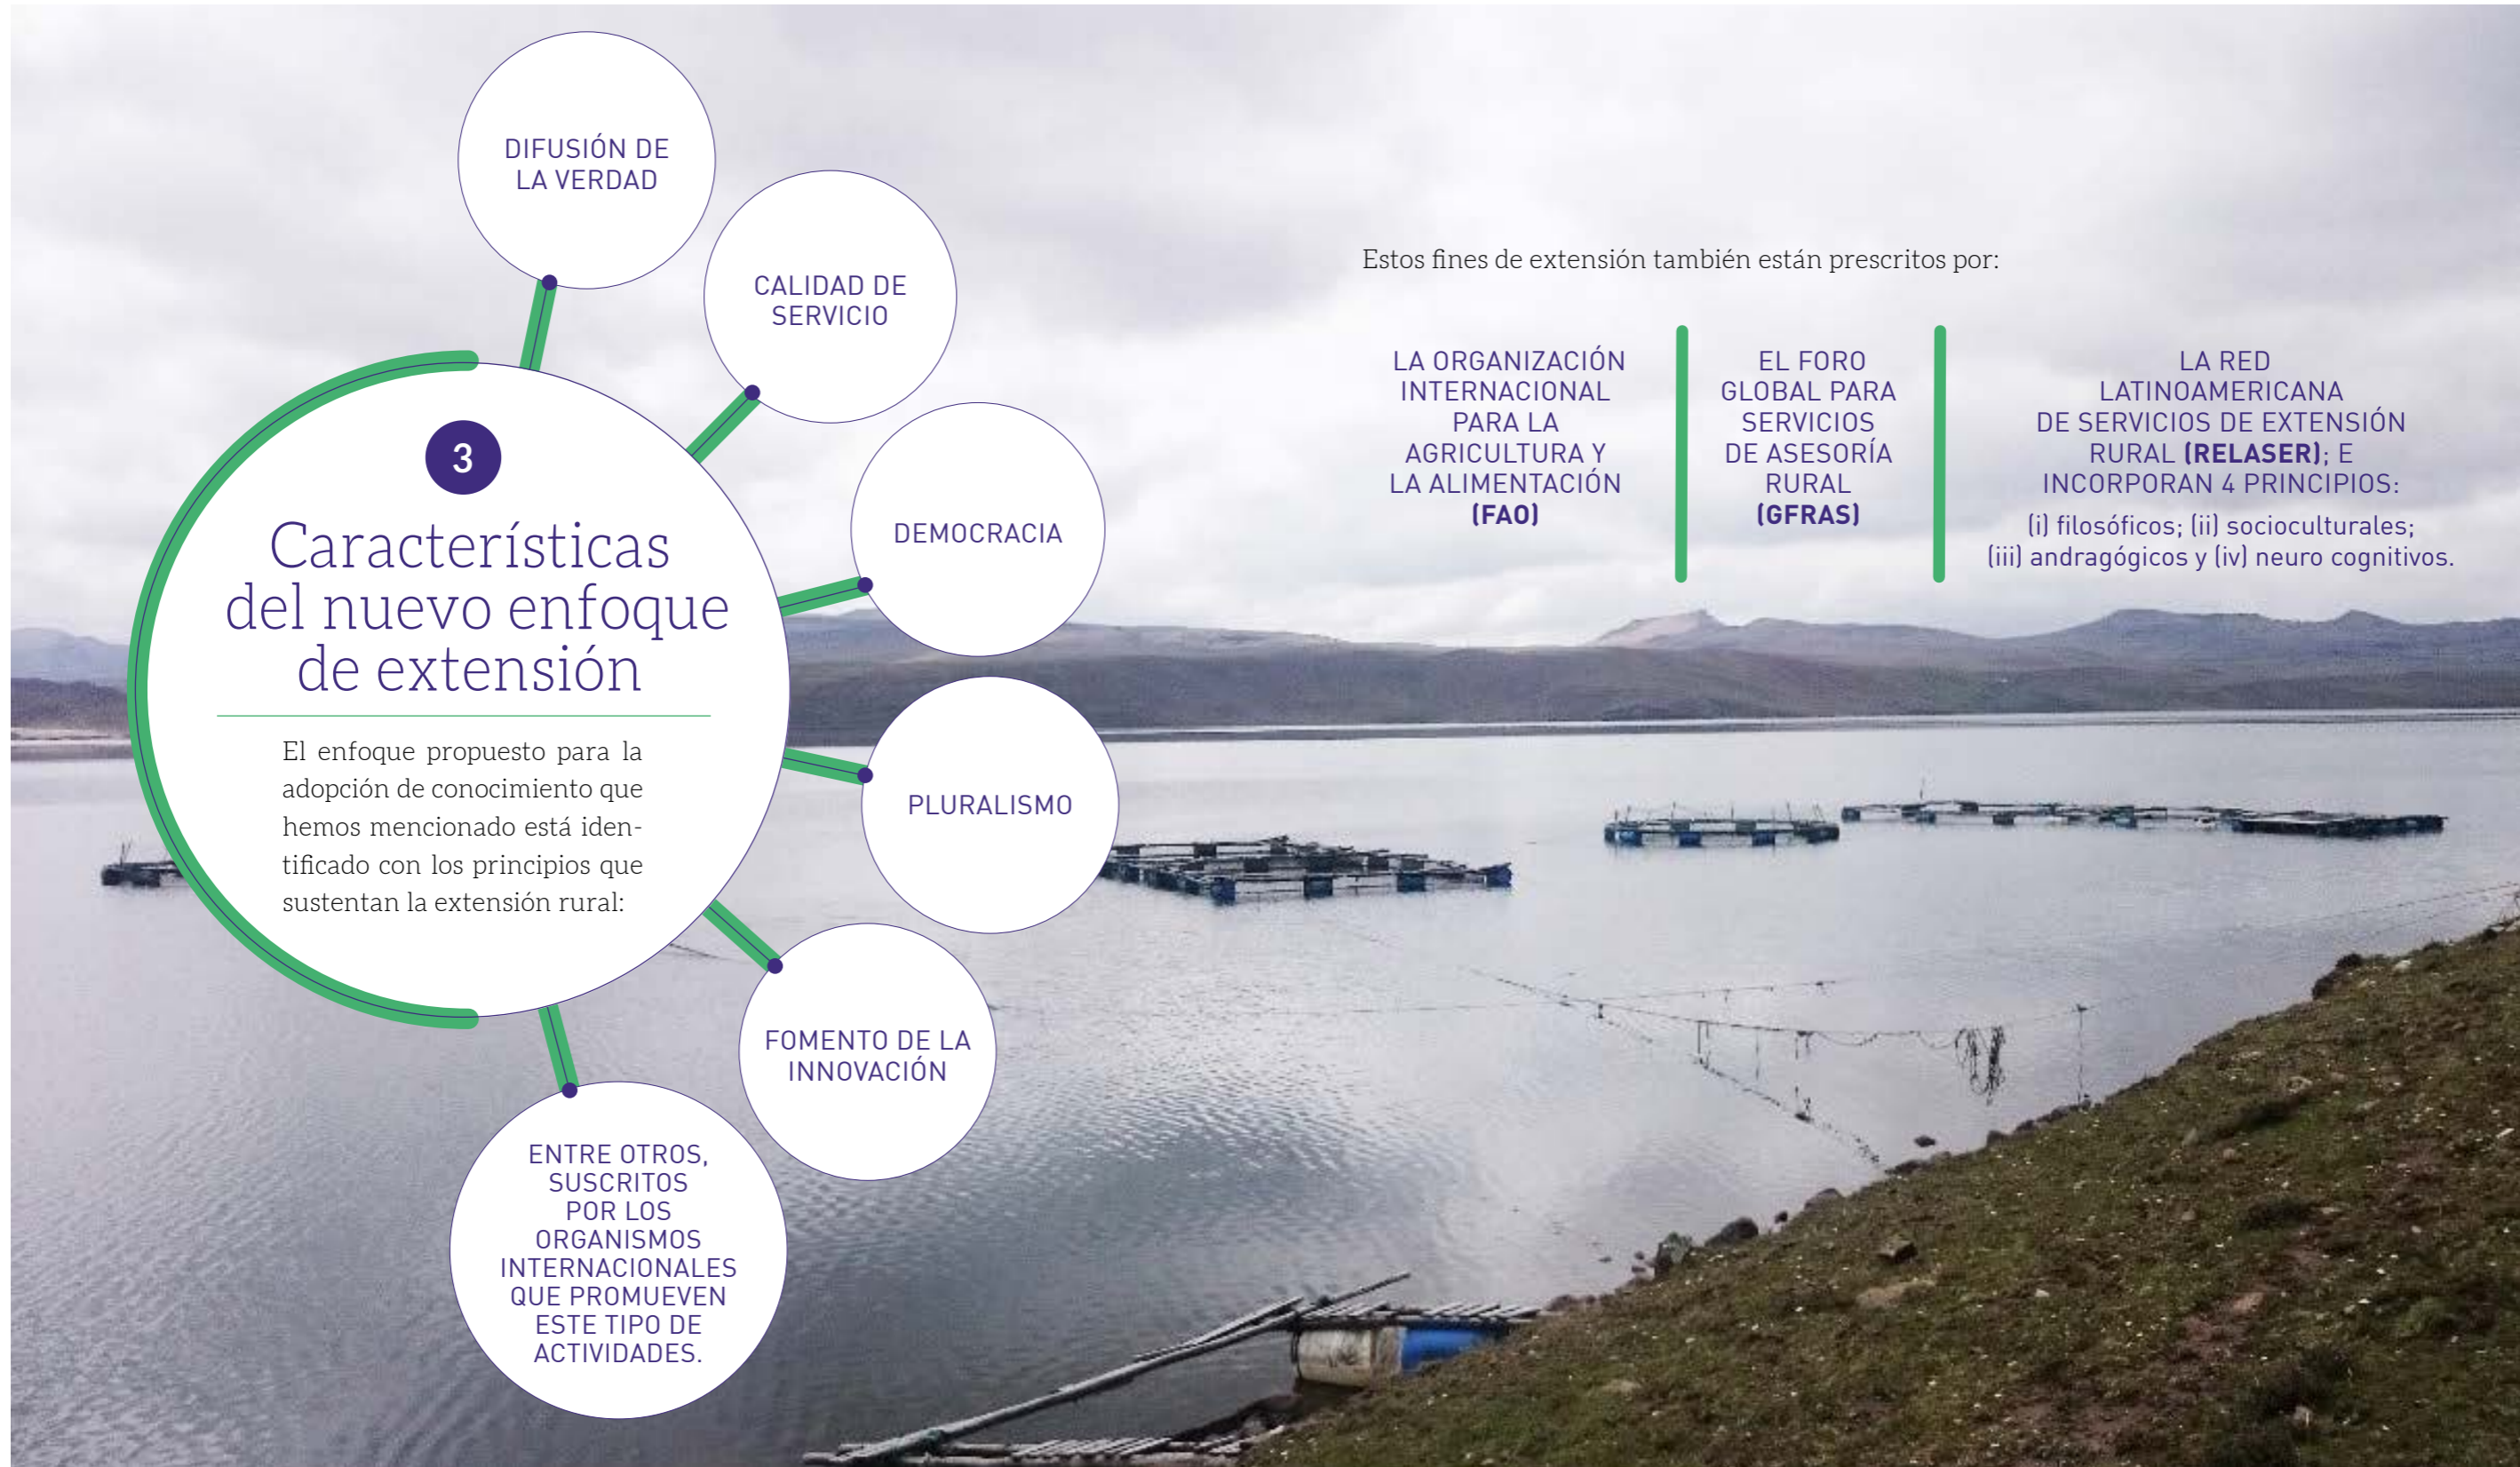 3
Características
del nuevo enfoque
de extensión
El enfoque propuesto para la
adopción de conocimiento que
hemos mencionado está iden-
tificado con los principios que
sustentan la extensión rural:
DIFUSIÓN DE
LA VERDAD
CALIDAD DE
SERVICIO
DEMOCRACIA
PLURALISMO
FOMENTO DE LA
INNOVACIÓN
ENTRE OTROS,
SUSCRITOS
POR LOS
ORGANISMOS
INTERNACIONALES
QUE PROMUEVEN
ESTE TIPO DE
ACTIVIDADES.
Estos fines de extensión también están prescritos por:
LA ORGANIZACIÓN
INTERNACIONAL
PARA LA
AGRICULTURA Y
LA ALIMENTACIÓN
(FAO)
EL FORO
GLOBAL PARA
SERVICIOS
DE ASESORÍA
RURAL
(GFRAS)
LA RED
LATINOAMERICANA
DE SERVICIOS DE EXTENSIÓN
RURAL (RELASER); E
INCORPORAN 4 PRINCIPIOS:
(i) filosóficos; (ii) socioculturales;
(iii) andragógicos y (iv) neuro cognitivos.